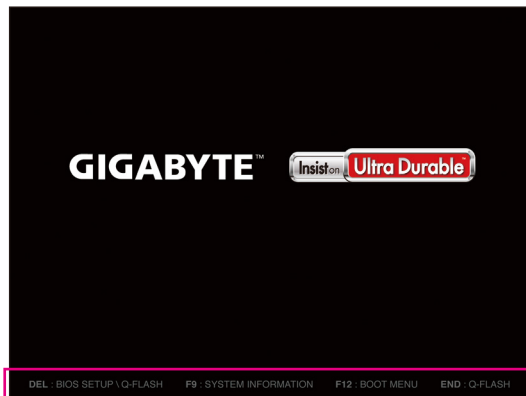 GIGABYTE™ Insist on Ultra Durable™
DEL : BIOS SETUP \ Q-FLASH F9 : SYSTEM INFORMATION F12 : BOOT MENU END : Q-FLASH